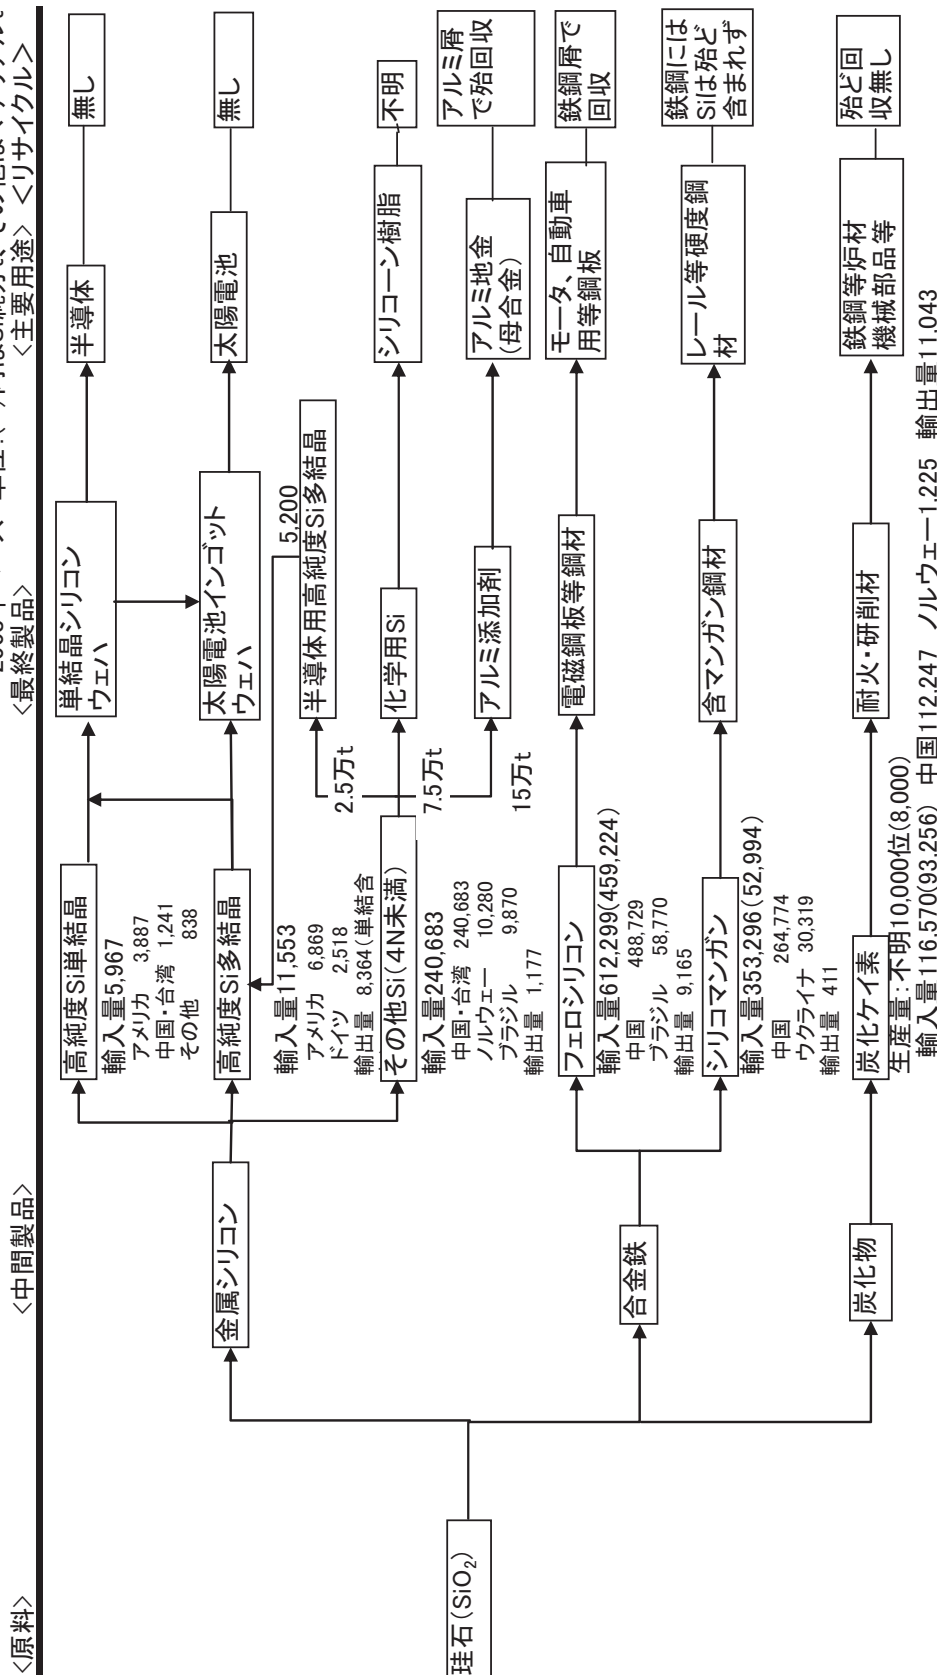 <原料>
<中間製品>
<最終製品>
<主要用途>
<リサイクル>
珪石(SiO₂)
金属シリコン
合金鉄
炭化物
高純度Si単結晶
輸入量5,967
アメリカ 3,887
中国・台湾 1,241
その他 838
高純度Si多結晶
輸入量11,553
アメリカ 6,869
ドイツ 2,518
輸出量 8,364(単結含
その他Si(4N未満)
輸入量240,683
中国・台湾 240,683
ノルウェー 10,280
ブラジル 9,870
輸出量 1,177
フェロシリコン
輸入量612,299(459,224)
中国 488,729
ブラジル 58,770
輸出量 9,165
シリコマンガン
輸入量353,296(52,994)
中国 264,774
ウクライナ 30,319
輸出量 411
炭化ケイ素
生産量:不明10,000位(8,000)
輸入量116.570(93.256) 中国112.247 ノルウェー1.225 輸出量11.043
単結晶シリコン
ウェハ
太陽電池インゴット
ウェハ
5,200
半導体用高純度Si多結晶
2.5万t
化学用Si
7.5万t
アルミ添加剤
15万t
電磁鋼板等鋼材
含マンガン鋼材
耐火・研削材
半導体
太陽電池
シリコーン樹脂
アルミ地金
(母合金)
モータ、自動車
用等鋼板
レール等硬度鋼
材
鉄鋼等炉材
機械部品等
無し
無し
不明
アルミ屑
で殆回収
鉄鋼屑で
回収
鉄鋼には
Siは殆ど
含まれず
殆ど回
収無し